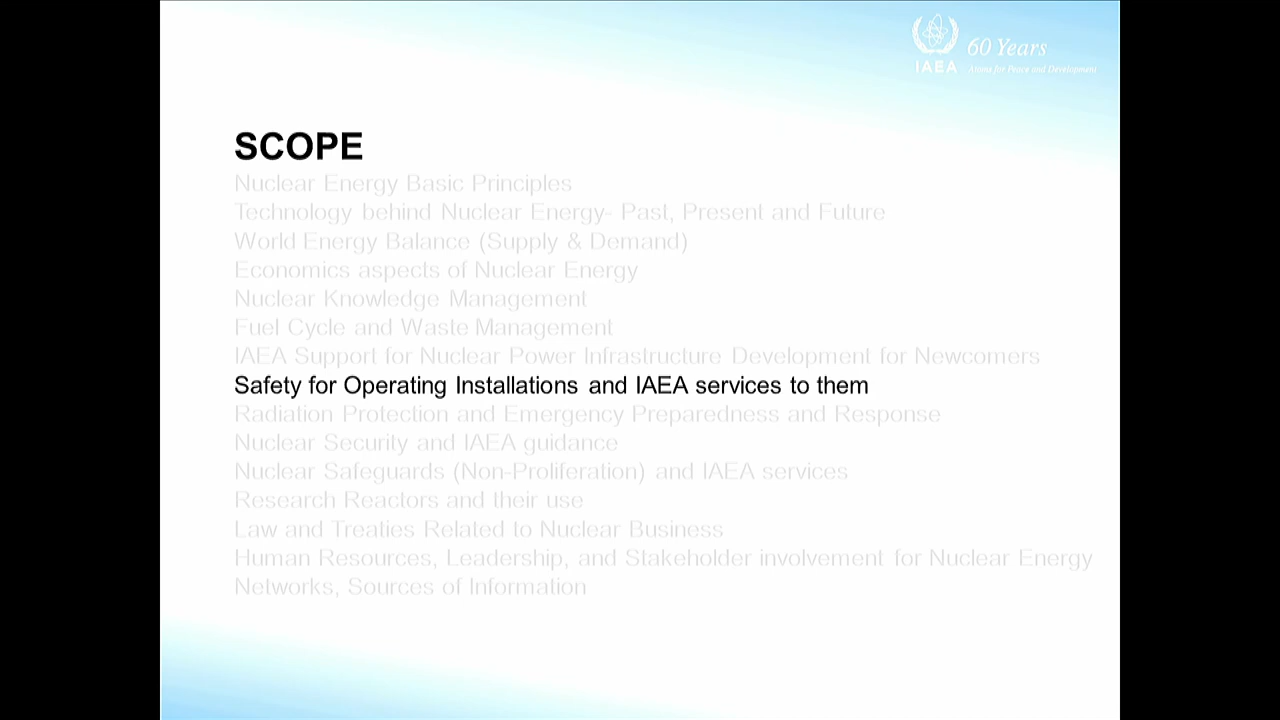 60 Years
IAEA
Atoms for Peace and Development
SCOPE
Nuclear Energy Basic Principles
Technology behind Nuclear Energy- Past, Present and Future
World Energy Balance (Supply & Demand)
Economics aspects of Nuclear Energy
Nuclear Knowledge Management
Fuel Cycle and Waste Management
IAEA Support for Nuclear Power Infrastructure Development for Newcomers
Safety for Operating Installations and IAEA services to them
Radiation Protection and Emergency Preparedness and Response
Nuclear Security and IAEA guidance
Nuclear Safeguards (Non-Proliferation) and IAEA services
Research Reactors and their use
Law and Treaties Related to Nuclear Business
Human Resources, Leadership, and Stakeholder involvement for Nuclear Energy
Networks, Sources of Information